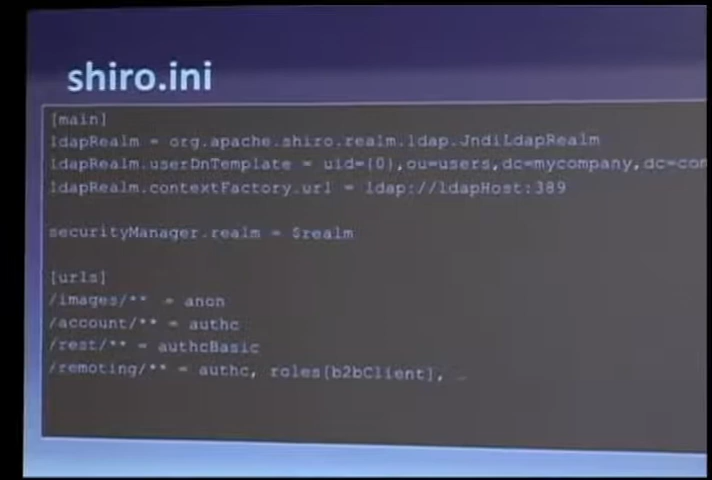 shiro.ini
[main]
ldapRealm = org.apache.shiro.realm.ldap.JndiLdapRealm
ldapRealm.userDnTemplate = uid={0},ou=users,dc=mycompany,dc=com
ldapRealm.contextFactory.url = ldap://ldapHost:389
securityManager.realm = $realm
[urls]
/images/** = anon
/account/** = authc
/rest/** = authcBasic
/remoting/** = authc, roles[b2bClient], …